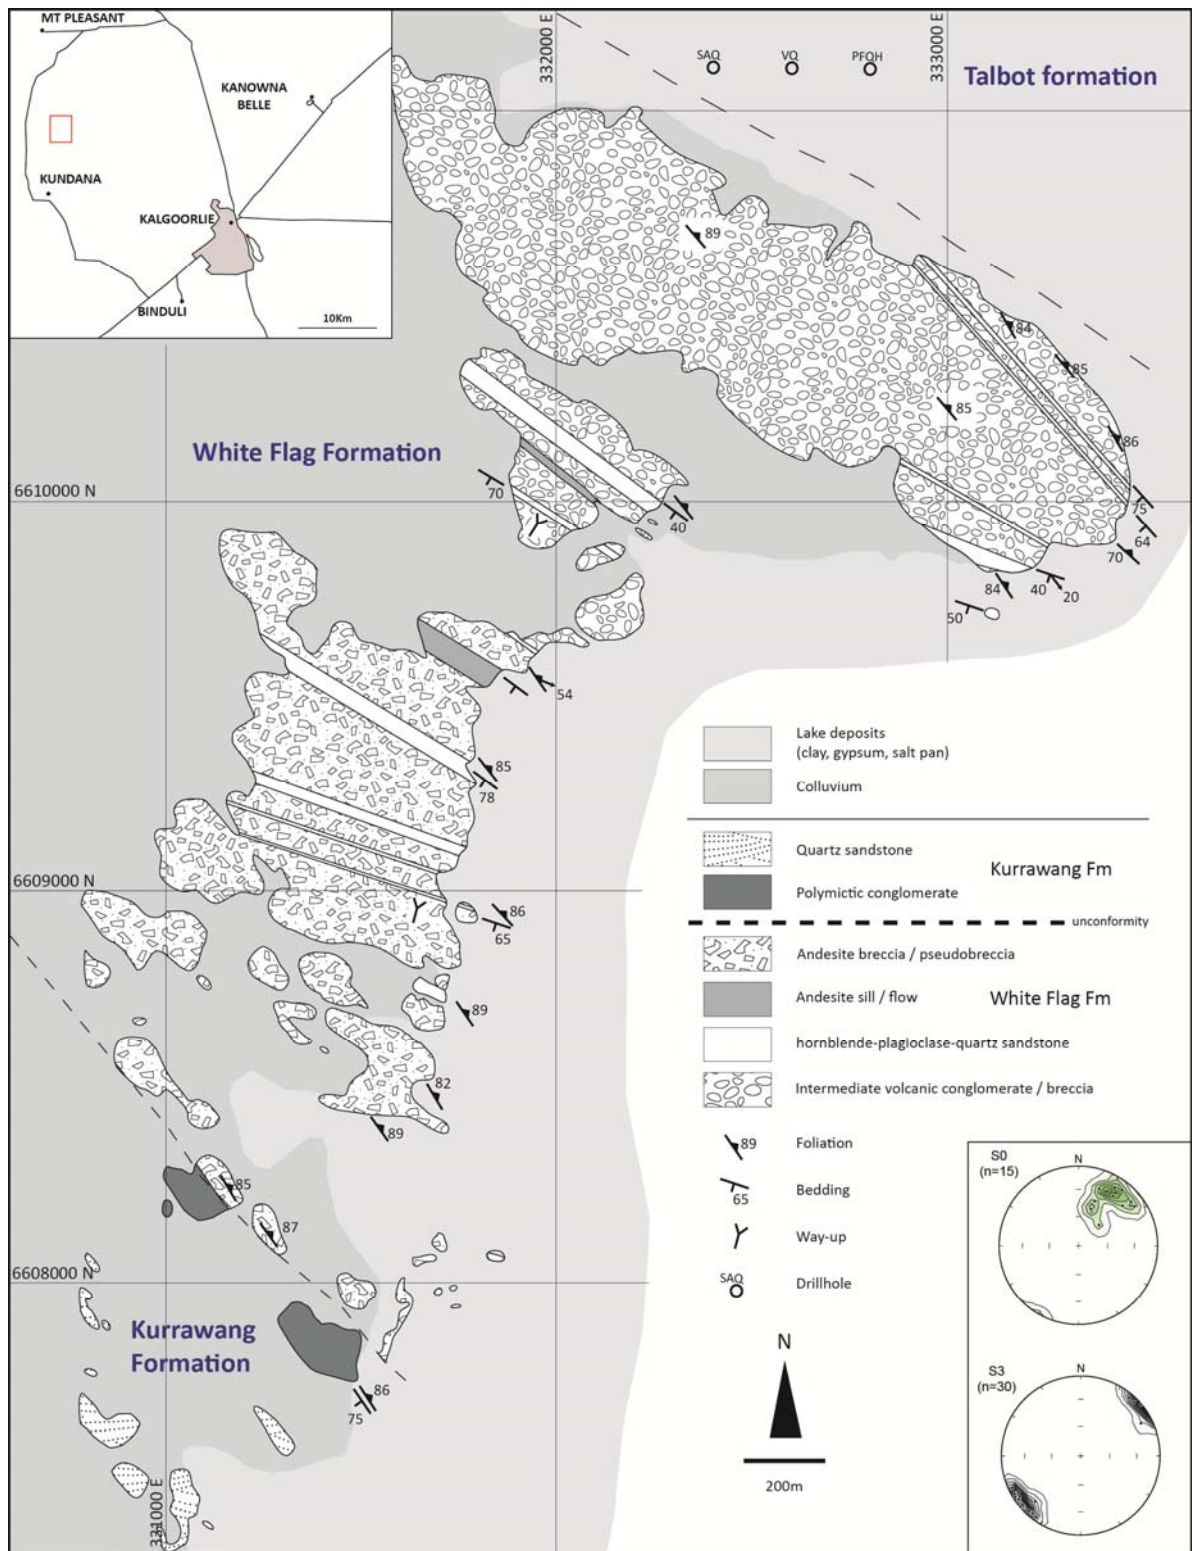 MT PLEASANT
KANOWNA
BELLE
KUNDANA
KALGOORLIE
BINDULI
10Km
332000 E
333000 E
SAQ
VQ
PFQH
Talbot formation
89
84
85
85
86
White Flag Formation
70
6610000 N
40
75
64
70
84
40
20
50
54
85
78
6609000 N
86
65
89
82
89
85
87
6608000 N
Kurrawang
Formation
86
75
331000 E
Lake deposits
(clay, gypsum, salt pan)
Colluvium
Quartz sandstone
Kurrawang Fm
Polymictic conglomerate
unconformity
Andesite breccia / pseudobreccia
Andesite sill / flow
White Flag Fm
hornblende-plagioclase-quartz sandstone
Intermediate volcanic conglomerate / breccia
89
Foliation
65
Bedding
Way-up
SAQ
Drillhole
N
200m
S0
(n=15)
N
S3
(n=30)
N